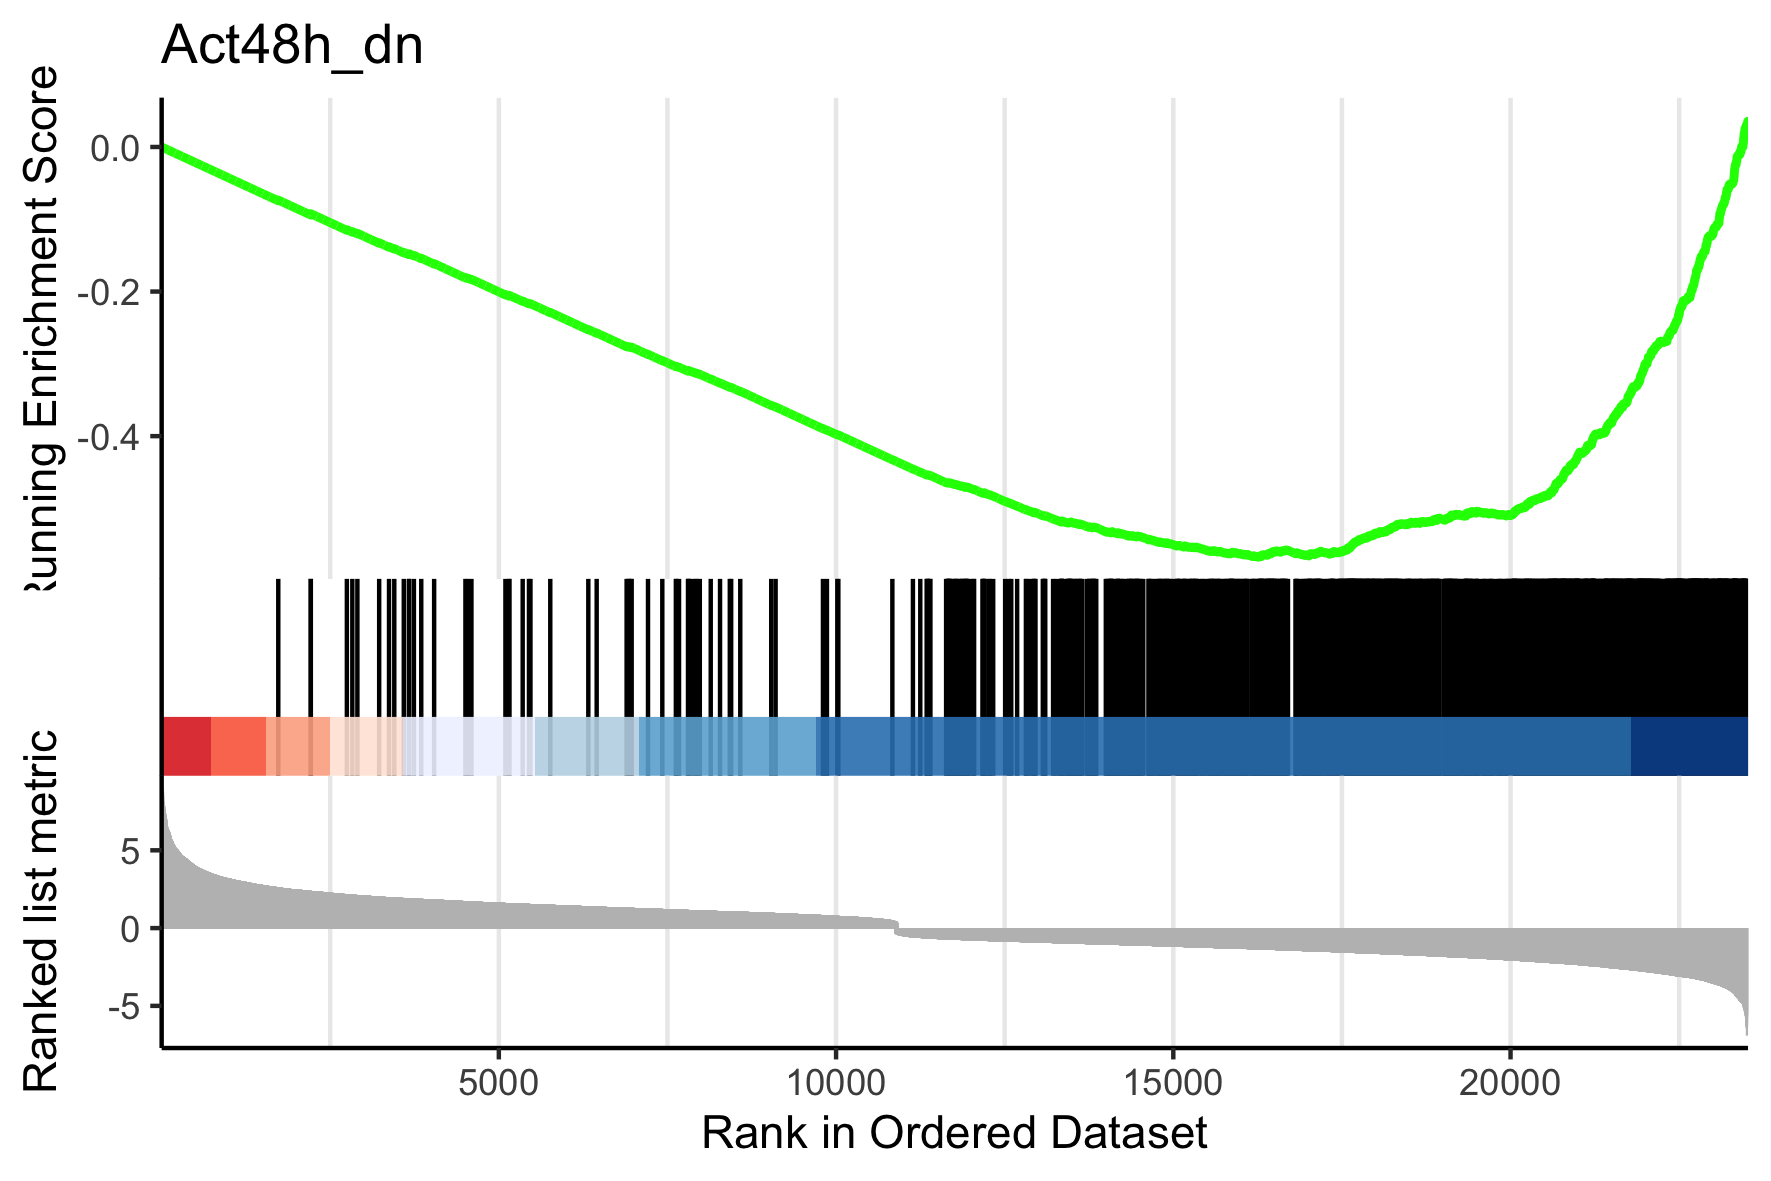 Act48h_dn
Running Enrichment Score
0.0
-0.2
-0.4
Ranked list metric
5
0
-5
5000
10000
15000
20000
Rank in Ordered Dataset